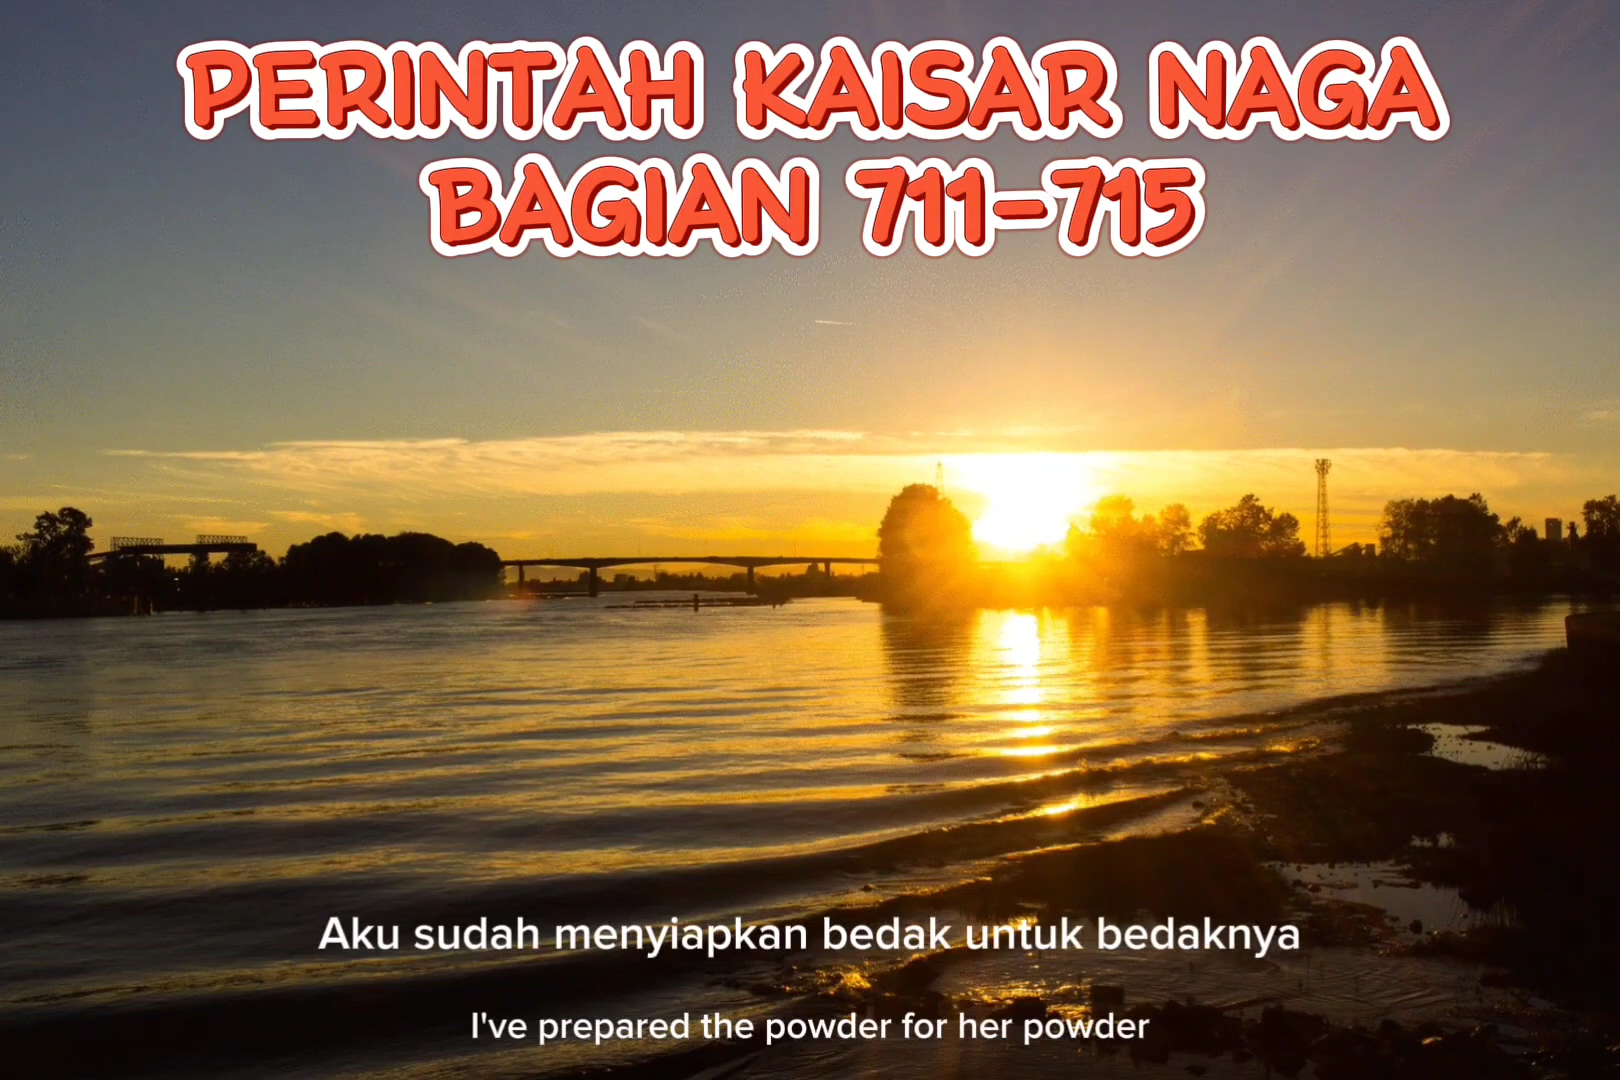 PERINTAH KAISAR NAGA
BAGIAN 711-715
Aku sudah menyiapkan bedak untuk bedaknya
I've prepared the powder for her powder